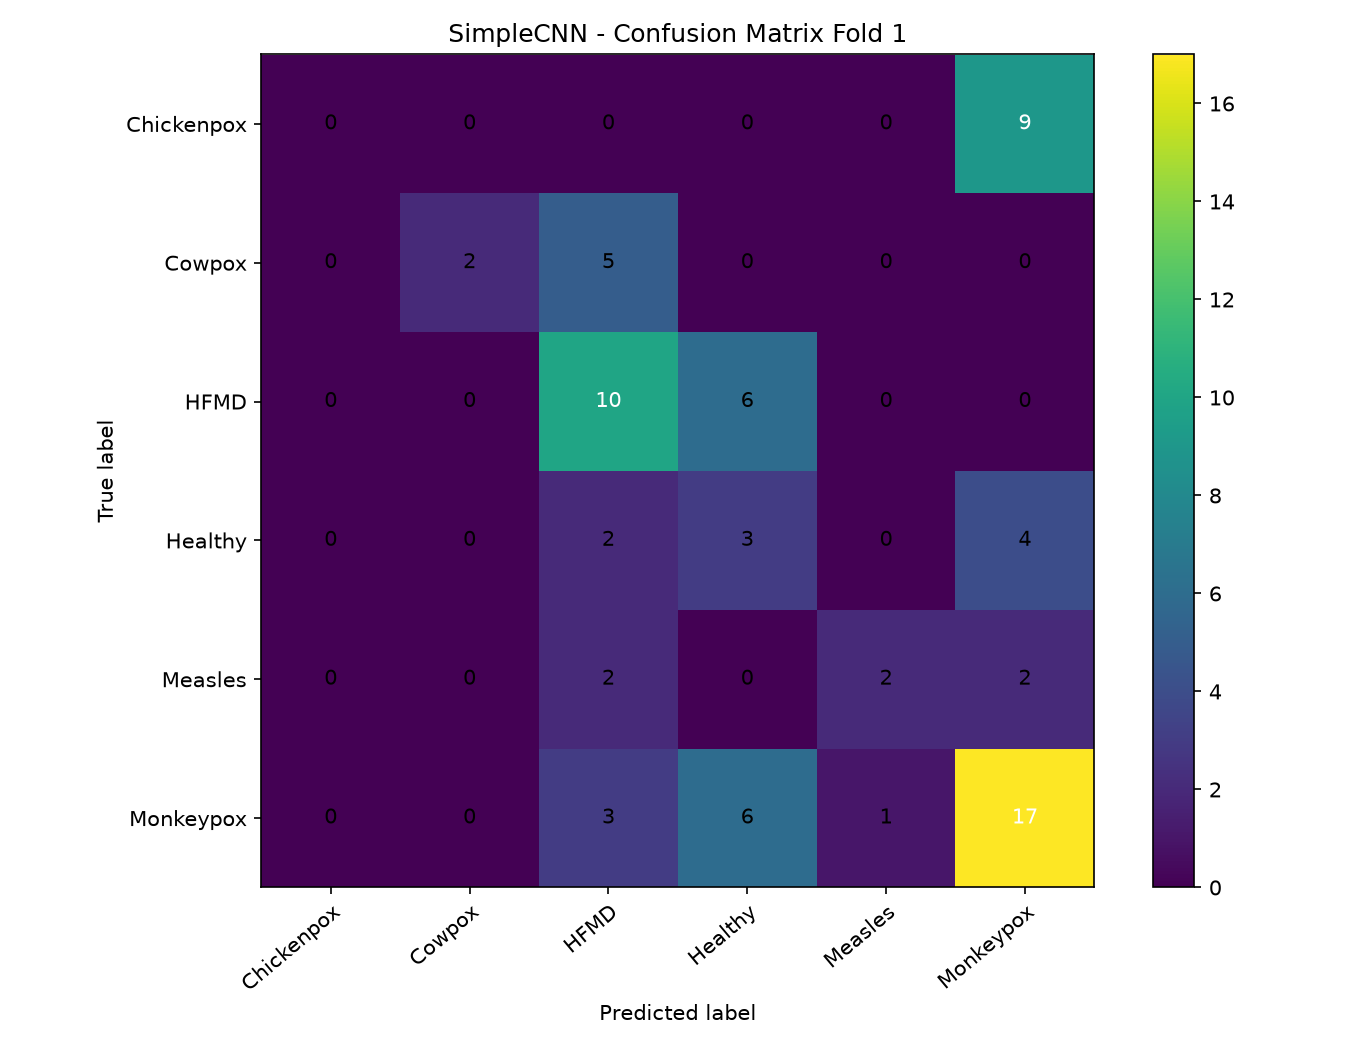 SimpleCNN - Confusion Matrix Fold 1
Chickenpox 0 0 0 0 0 9
Cowpox 0 2 5 0 0 0
HFMD 0 0 10 6 0 0
Healthy 0 0 2 3 0 4
Measles 0 0 2 0 2 2
Monkeypox 0 0 3 6 1 17
Chickenpox Cowpox HFMD Healthy Measles Monkeypox
Predicted label
True label
16
14
12
10
8
6
4
2
0